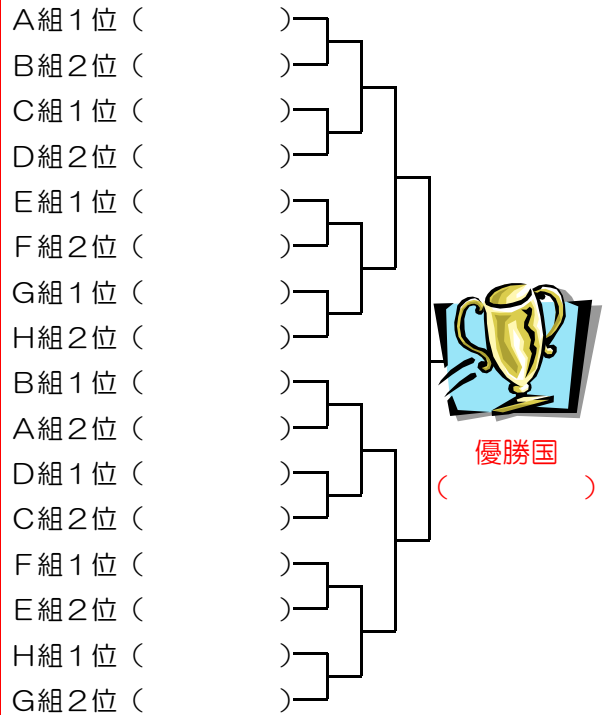 A組1位（　　　　　）
B組2位（　　　　　）
C組1位（　　　　　）
D組2位（　　　　　）
E組1位（　　　　　）
F組2位（　　　　　）
G組1位（　　　　　）
H組2位（　　　　　）
B組1位（　　　　　）
A組2位（　　　　　）
D組1位（　　　　　）
C組2位（　　　　　）
F組1位（　　　　　）
E組2位（　　　　　）
H組1位（　　　　　）
G組2位（　　　　　）
優勝国
（　　　　　）